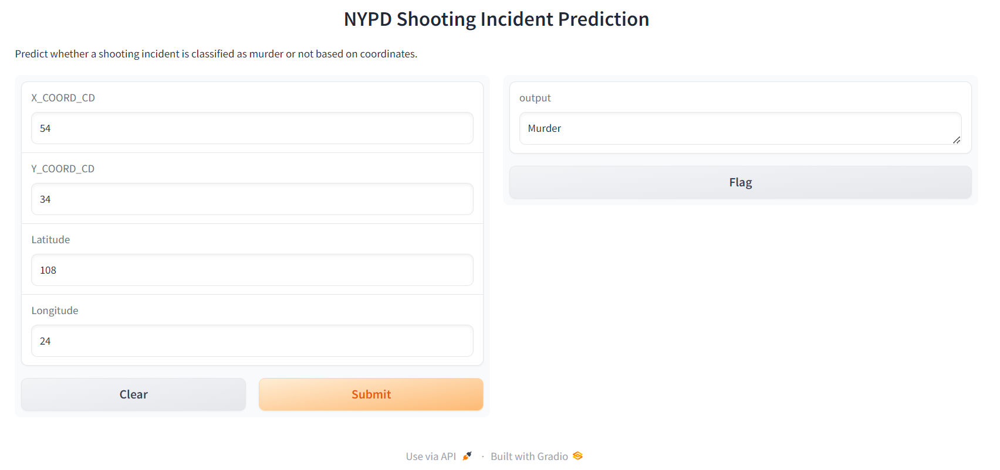 NYPD Shooting Incident Prediction
Predict whether a shooting incident is classified as murder or not based on coordinates.
X_COORD_CD
54
Y_COORD_CD
34
Latitude
108
Longitude
24
Clear
Submit
output
Murder
Flag
Use via API · Built with Gradio